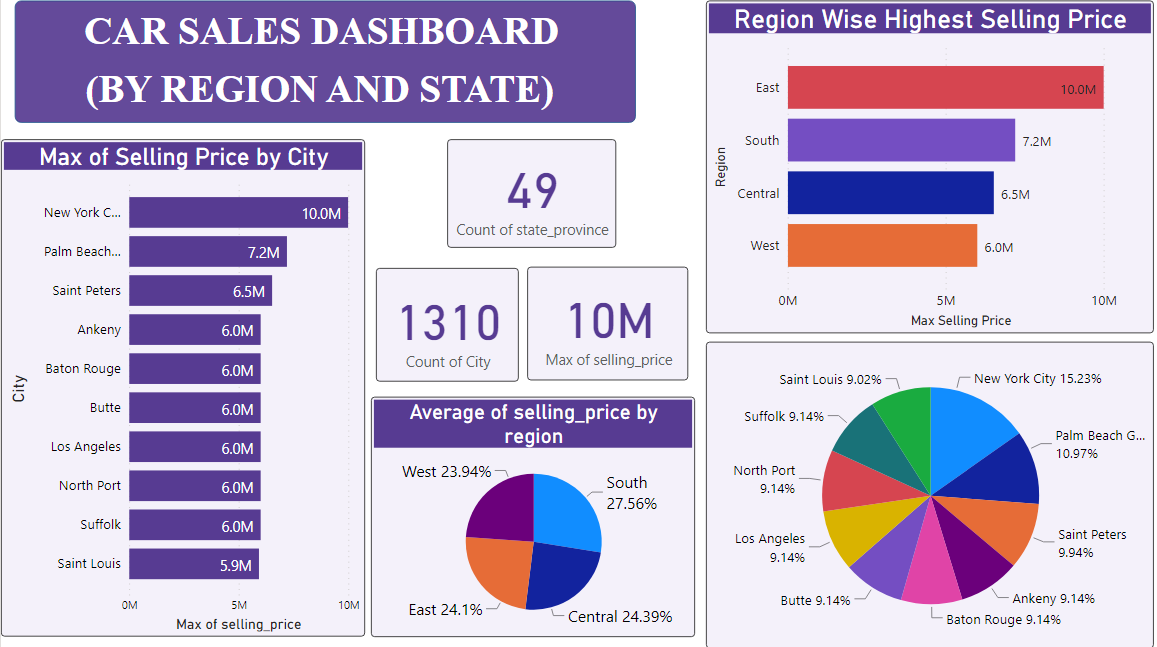 CAR SALES DASHBOARD
(BY REGION AND STATE)
Max of Selling Price by City
City
New York C...
10.0M
Palm Beach...
7.2M
Saint Peters
6.5M
Ankeny
6.0M
Baton Rouge
6.0M
Butte
6.0M
Los Angeles
6.0M
North Port
6.0M
Suffolk
6.0M
Saint Louis
5.9M
0M
5M
10M
Max of selling_price
49
Count of state_province
1310
Count of City
10M
Max of selling_price
Average of selling_price by
region
West 23.94%
South
27.56%
East 24.1%
Central 24.39%
Region Wise Highest Selling Price
Region
East
10.0M
South
7.2M
Central
6.5M
West
6.0M
0M
5M
10M
Max Selling Price
Saint Louis 9.02%
New York City 15.23%
Suffolk 9.14%
Palm Beach G...
10.97%
North Port
9.14%
Saint Peters
9.94%
Los Angeles
9.14%
Butte 9.14%
Ankeny 9.14%
Baton Rouge 9.14%